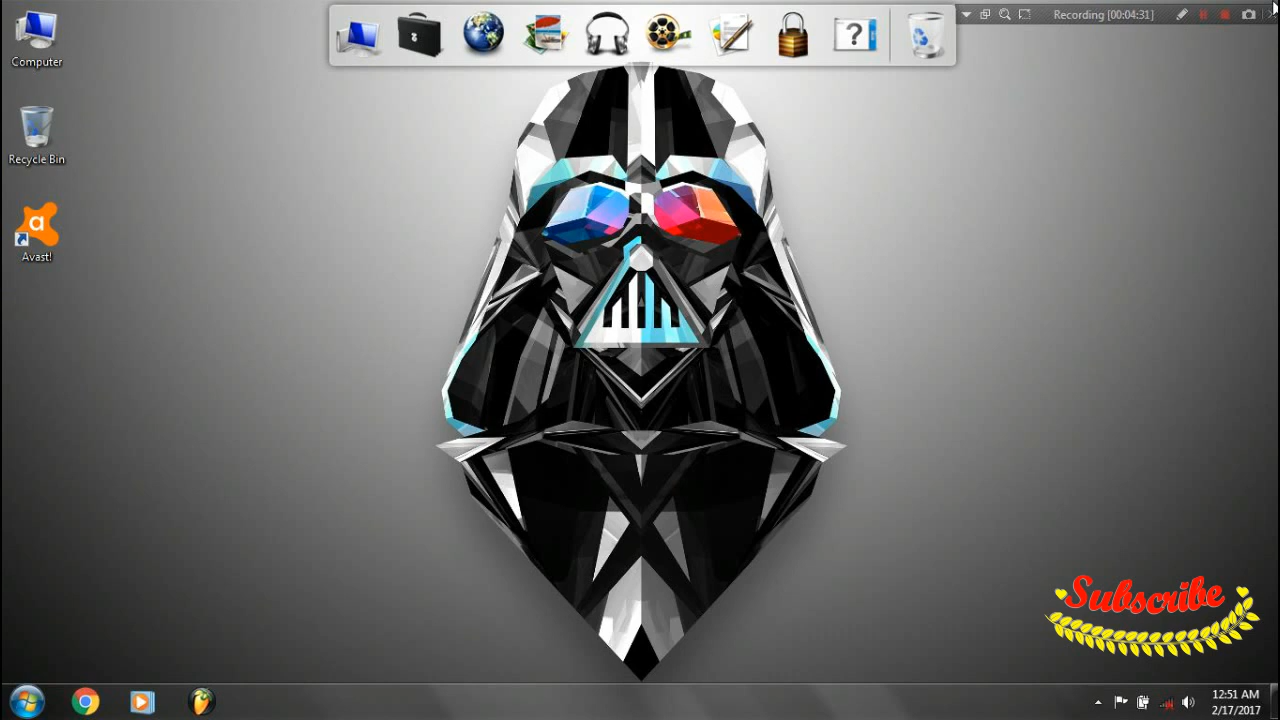 Recording [00:04:31]
Computer
Recycle Bin
a
Avast!
?
Subscribe
12:51 AM
2/17/2017